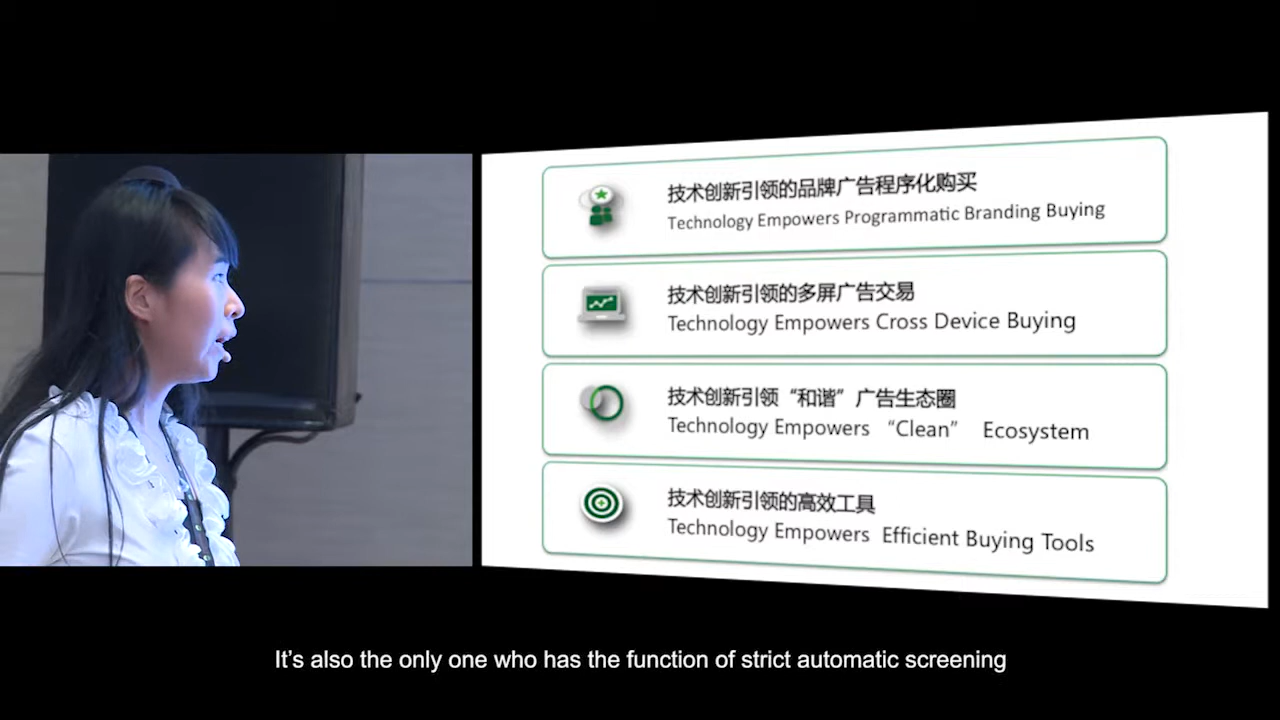 技术创新引领的品牌广告程序化购买
Technology Empowers Programmatic Branding Buying
技术创新引领的多屏广告交易
Technology Empowers Cross Device Buying
技术创新引领“和谐”广告生态圈
Technology Empowers “Clean” Ecosystem
技术创新引领的高效工具
Technology Empowers Efficient Buying Tools
It’s also the only one who has the function of strict automatic screening